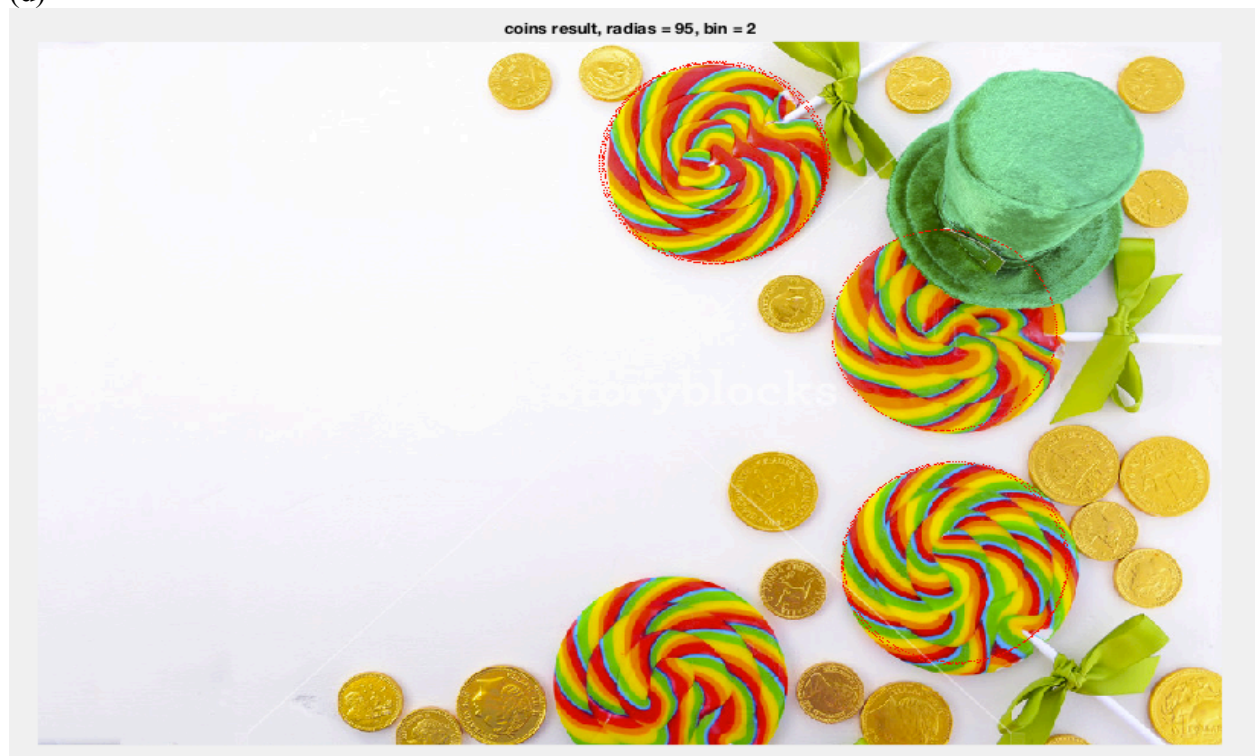 (d)
coins result, radias = 95, bin = 2
storyblocks